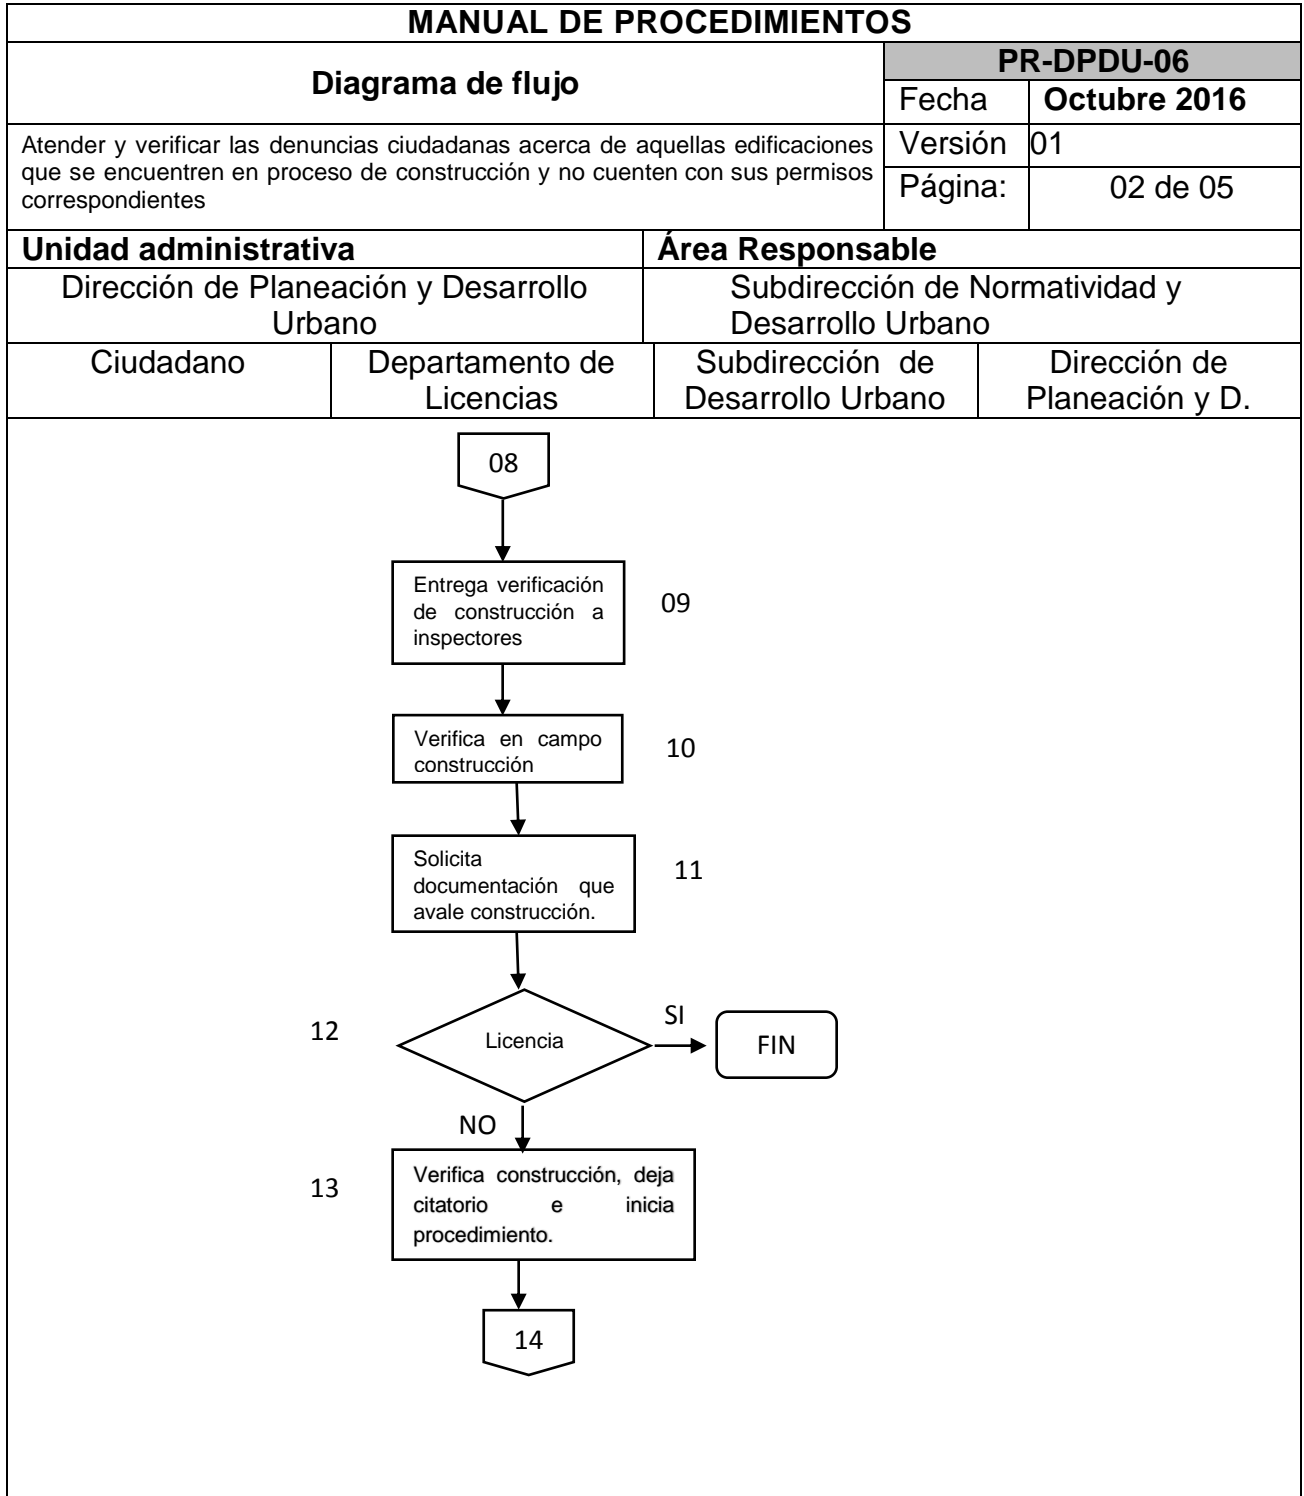 MANUAL DE PROCEDIMIENTOS
Diagrama de flujo
PR-DPDU-06
Fecha
Octubre 2016
Atender y verificar las denuncias ciudadanas acerca de aquellas edificaciones
que se encuentren en proceso de construcción y no cuenten con sus permisos
correspondientes
Versión
01
Página:
02 de 05
Unidad administrativa
Área Responsable
Dirección de Planeación y Desarrollo
Urbano
Subdirección de Normatividad y
Desarrollo Urbano
Ciudadano
Departamento de
Licencias
Subdirección de
Desarrollo Urbano
Dirección de
Planeación y D.
08
Entrega verificación
de construcción a
inspectores
09
Verifica en campo
construcción
10
Solicita
documentación que
avale construcción.
11
12
Licencia
SI
FIN
NO
13
Verifica construcción, deja
citatorio e inicia
procedimiento.
14